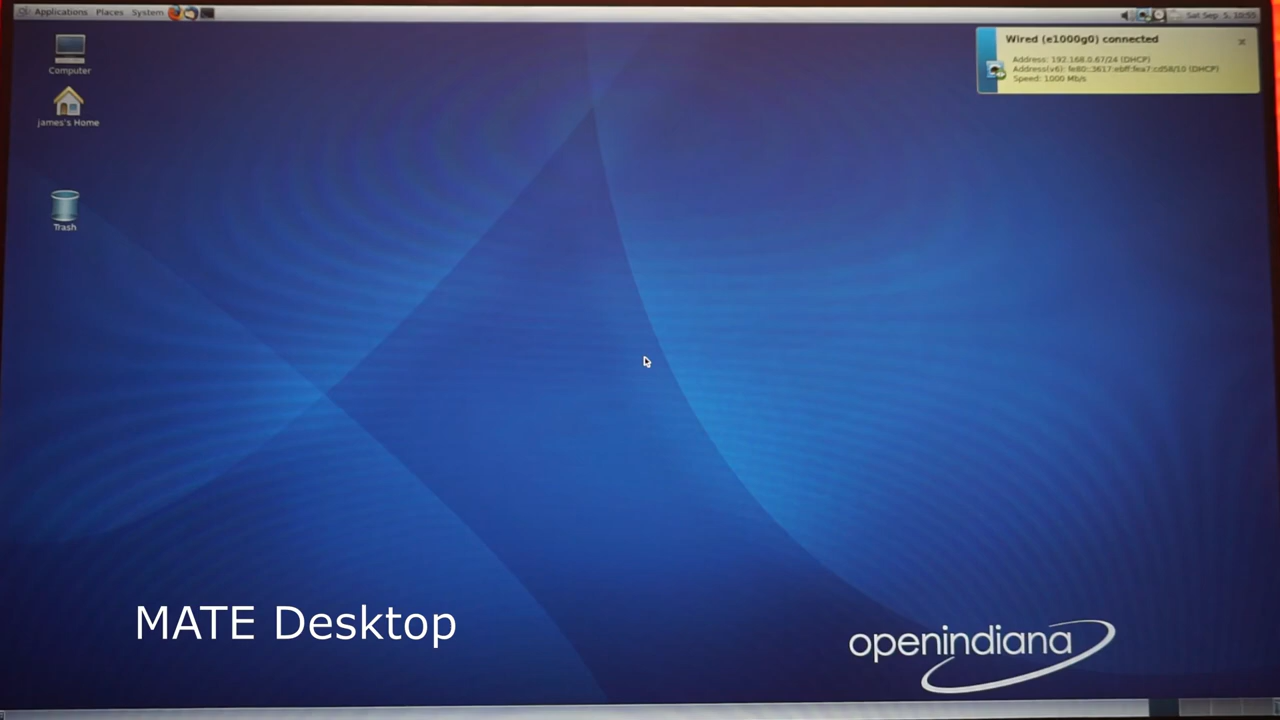 Applications Places System
Sat Sep 5, 10:55
Computer
james's Home
Trash
Wired (e1000g0) connected
Address: 192.168.0.67/24 (DHCP)
Address(v6): fe80::3617:ebff:fea7:cd58/10 (DHCP)
Speed: 1000 Mb/s
MATE Desktop
openindiana